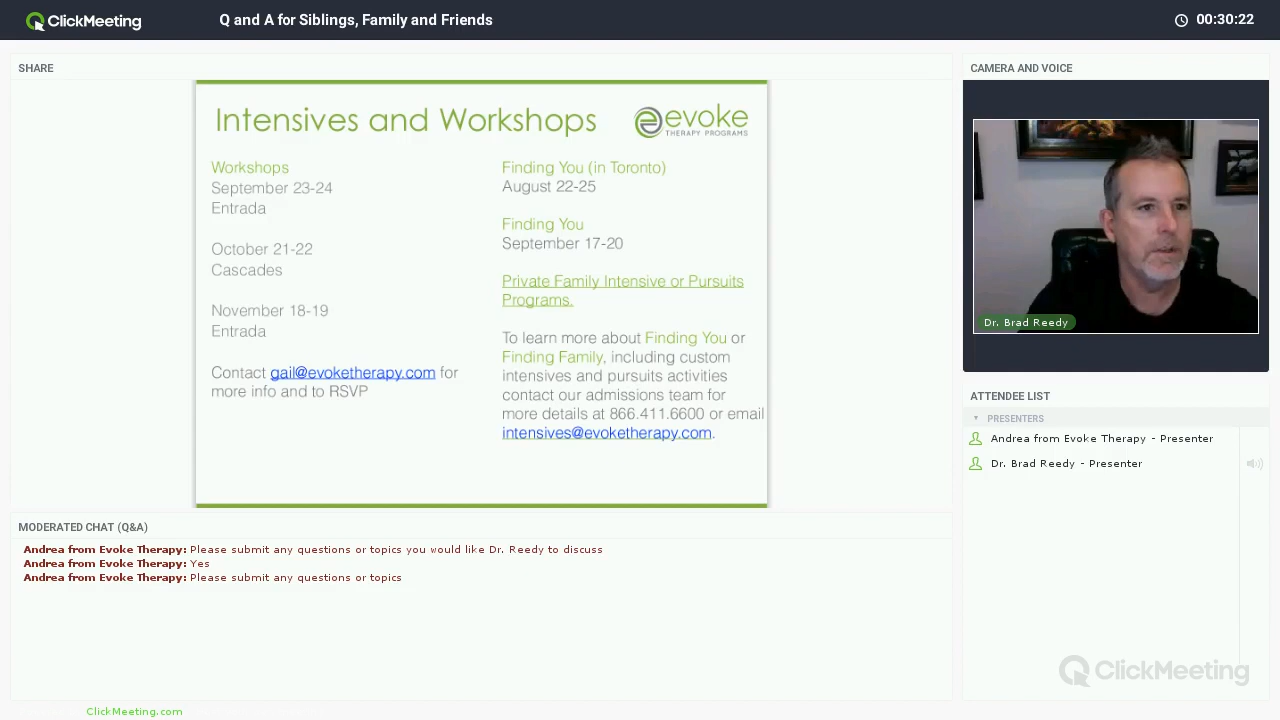 ClickMeeting
Q and A for Siblings, Family and Friends
00:30:22
SHARE
Intensives and Workshops
evoke
THERAPY PROGRAMS
Workshops
September 23-24
Entrada
October 21-22
Cascades
November 18-19
Entrada
Contact gail@evoketherapy.com for
more info and to RSVP
Finding You (in Toronto)
August 22-25
Finding You
September 17-20
Private Family Intensive or Pursuits
Programs.
To learn more about Finding You or
Finding Family, including custom
intensives and pursuits activities
contact our admissions team for
more details at 866.411.6600 or email
intensives@evoketherapy.com.
CAMERA AND VOICE
Dr. Brad Reedy
ATTENDEE LIST
PRESENTERS
Andrea from Evoke Therapy - Presenter
Dr. Brad Reedy - Presenter
MODERATED CHAT (Q&A)
Andrea from Evoke Therapy: Please submit any questions or topics you would like Dr. Reedy to discuss
Andrea from Evoke Therapy: Yes
Andrea from Evoke Therapy: Please submit any questions or topics
ClickMeeting
ClickMeeting.com